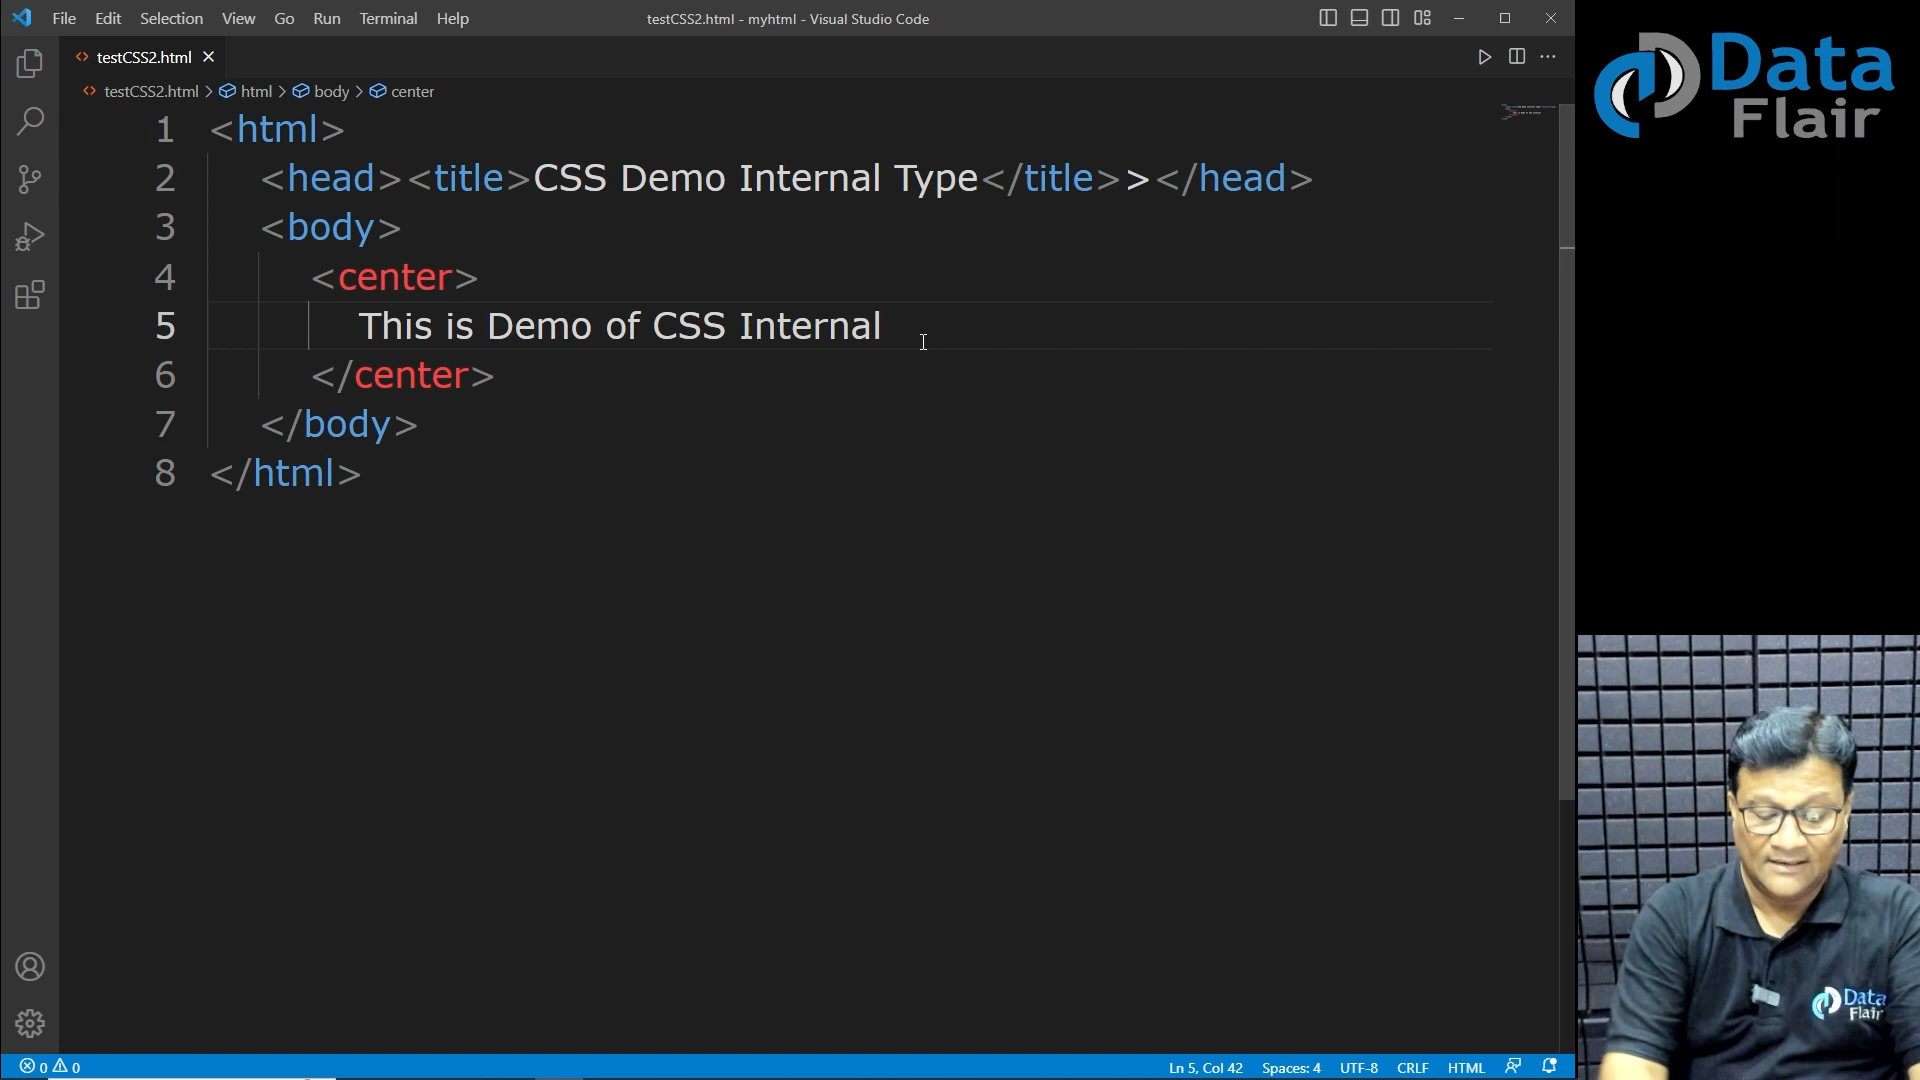 File Edit Selection View Go Run Terminal Help
testCSS2.html - myhtml - Visual Studio Code
testCSS2.html
testCSS2.html > html > body > center
1 <html>
2 <head><title>CSS Demo Internal Type</title>></head>
3 <body>
4 <center>
5 This is Demo of CSS Internal
6 </center>
7 </body>
8 </html>
0 0
Ln 5, Col 42 Spaces: 4 UTF-8 CRLF HTML
Data
Flair
Data
Flair